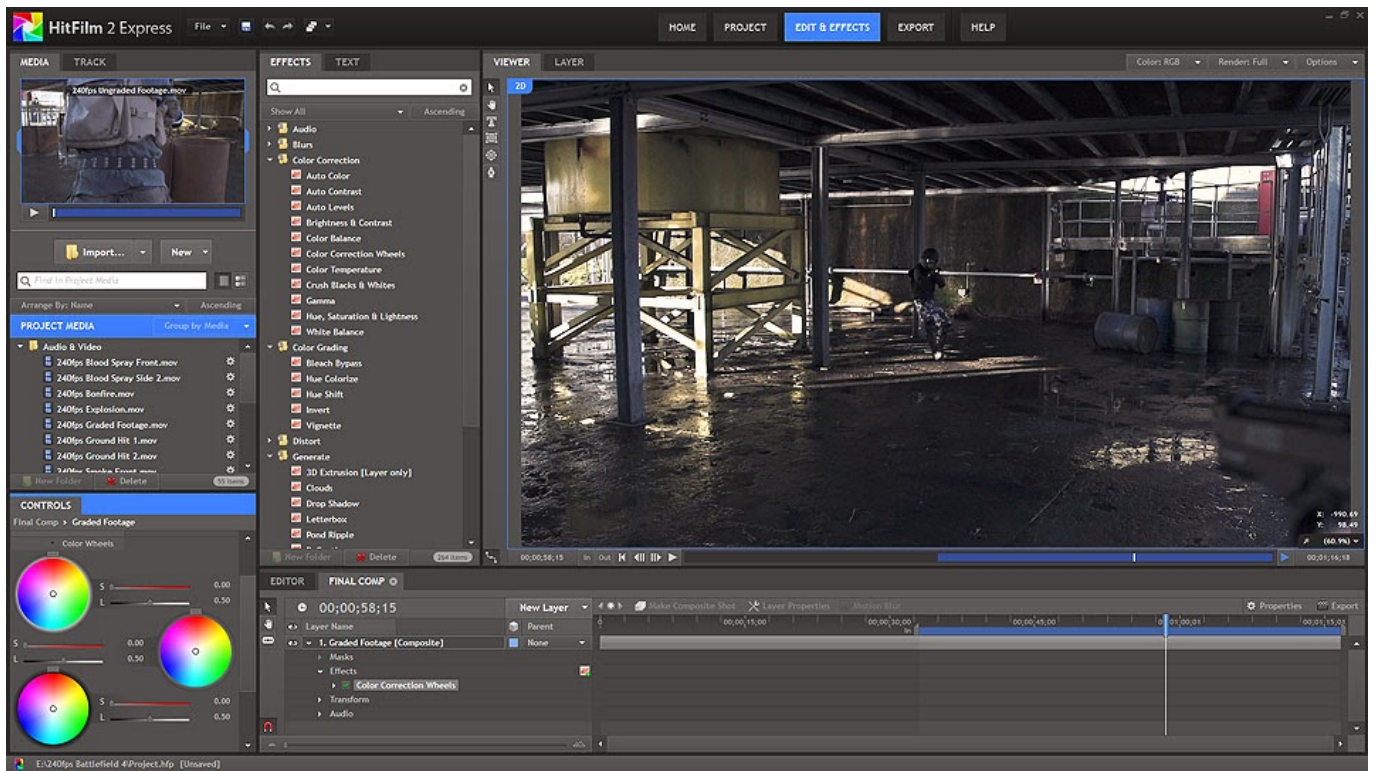 HitFilm 2 Express
File
HOME
PROJECT
EDIT & EFFECTS
EXPORT
HELP
MEDIA
TRACK
240fps Ungraded Footage.mov
Import...
New
Find in Project Media
Arrange By: Name
Ascending
PROJECT MEDIA
Group by Media
Audio & Video
240fps Blood Spray Front.mov
240fps Blood Spray Side 2.mov
240fps Bonfire.mov
240fps Explosion.mov
240fps Graded Footage.mov
240fps Ground Hit 1.mov
240fps Ground Hit 2.mov
240fps Smoke Front.mov
New Folder
Delete
55 items
CONTROLS
Final Comp > Graded Footage
Color Wheels
S 0.00
L 0.50
S 0.00
L 0.50
S 0.00
L 0.50
EFFECTS
TEXT
Show All
Ascending
Audio
Blurs
Color Correction
Auto Color
Auto Contrast
Auto Levels
Brightness & Contrast
Color Balance
Color Correction Wheels
Color Temperature
Crush Blacks & Whites
Gamma
Hue, Saturation & Lightness
White Balance
Color Grading
Bleach Bypass
Hue Colorize
Hue Shift
Invert
Vignette
Distort
Generate
3D Extrusion [Layer only]
Clouds
Drop Shadow
Letterbox
Pond Ripple
New Folder
Delete
264 items
VIEWER
LAYER
Color: RGB
Render: Full
Options
2D
X: -990.69
Y: 98.49
(60.9%)
00;00;58;15
In
Out
00;01;16;18
EDITOR
FINAL COMP
00;00;58;15
New Layer
Make Composite Shot
Layer Properties
Motion Blur
Properties
Export
Layer Name
Parent
0
00;00;15;00
00;00;30;00
00;00;45;00
00;01;00;01
00;01;15;01
In
1. Graded Footage [Composite]
None
Masks
Effects
Color Correction Wheels
Transform
Audio
E:\240fps Battlefield 4\Project.hfp [Unsaved]